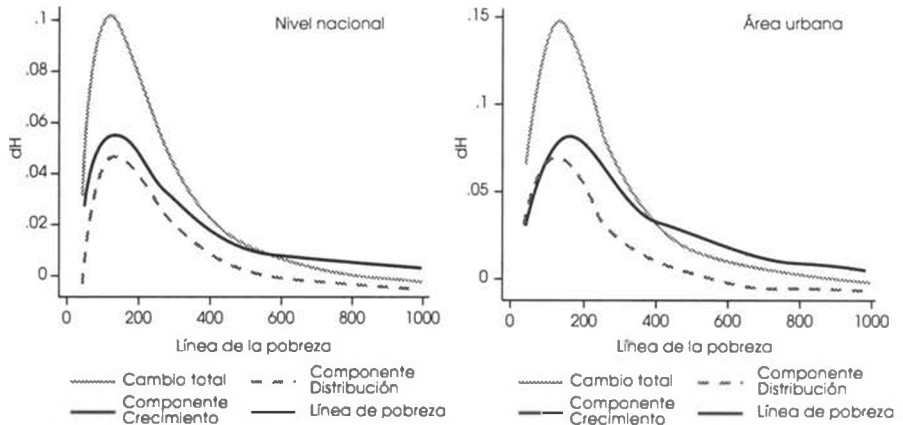 Nivel nacional
dH
.1
.08
.06
.04
.02
0
0 200 400 600 800 1000
Línea de la pobreza
Cambio total
Componente Distribución
Componente Crecimiento
Línea de pobreza
Área urbana
dH
.15
.1
.05
0
0 200 400 600 800 1000
Línea de la pobreza
Cambio total
Componente Distribución
Componente Crecimiento
Línea de pobreza